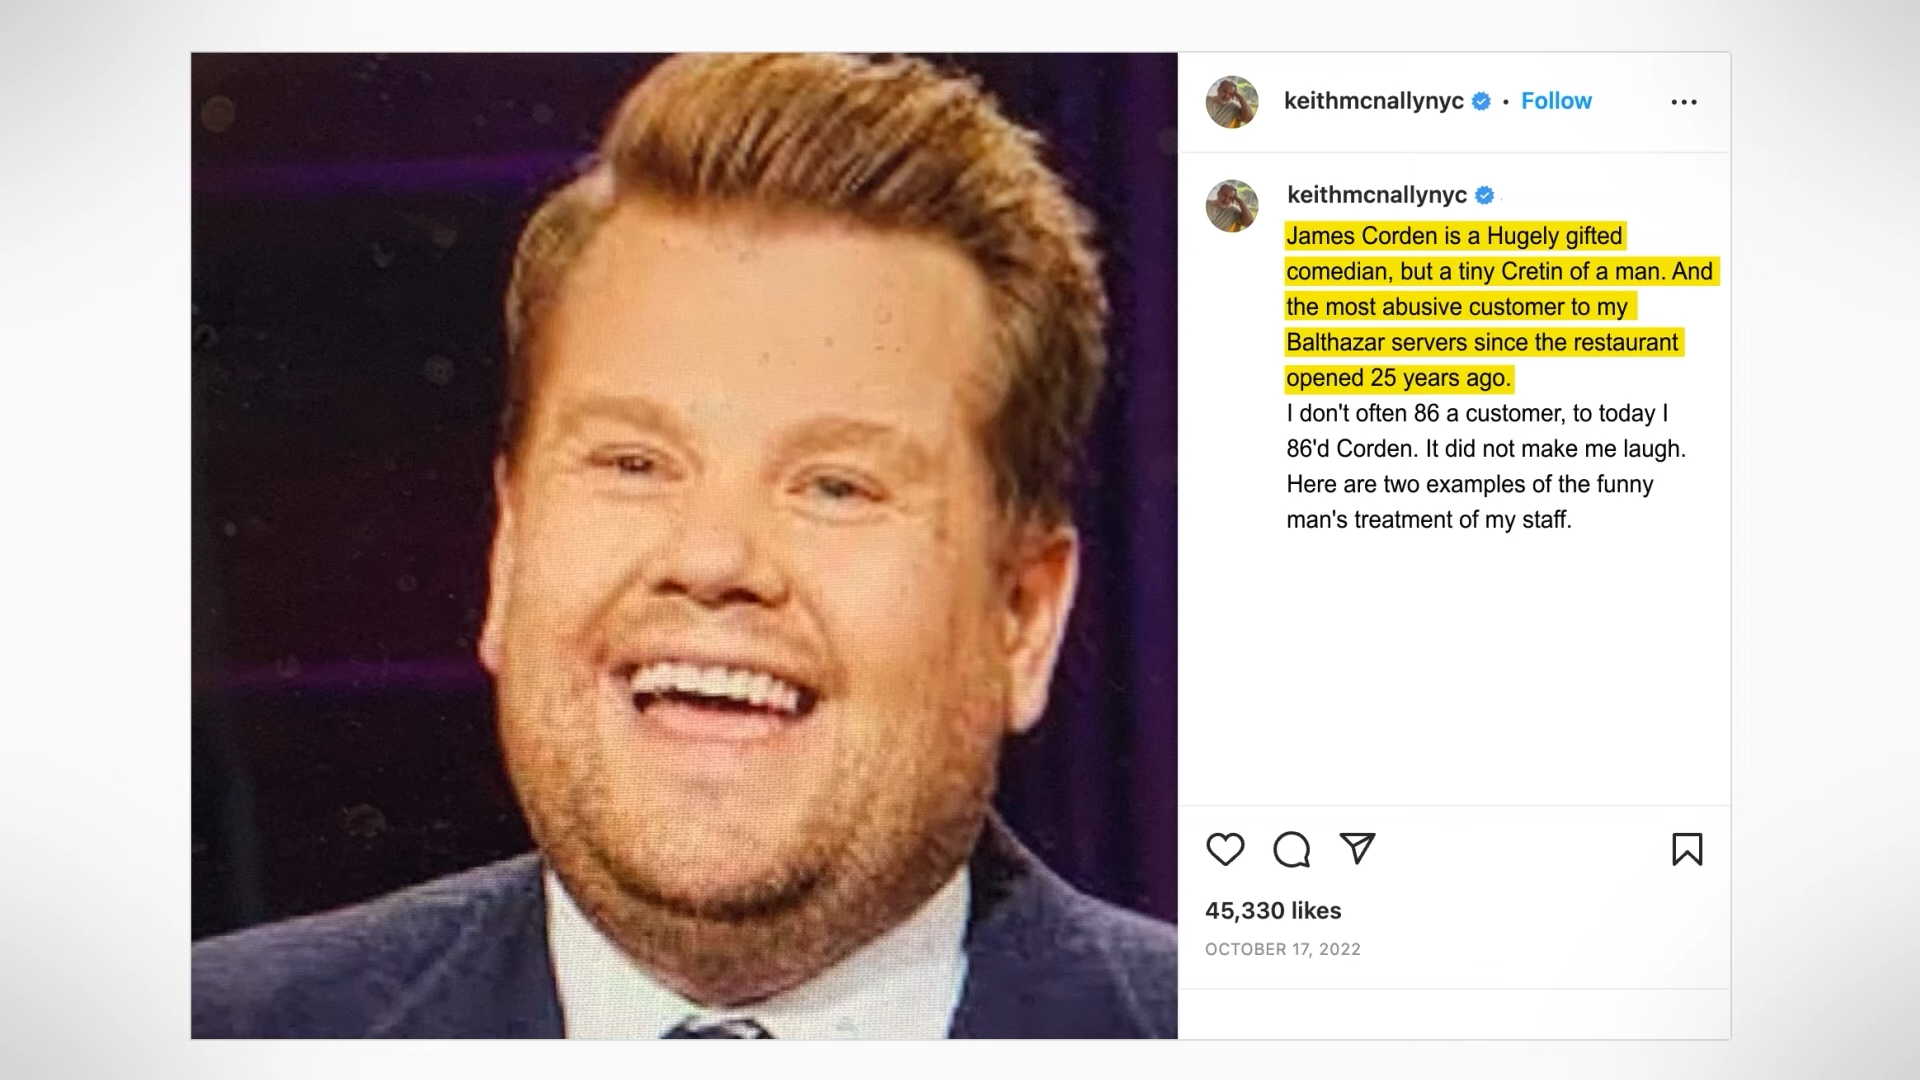 keithmcnallynyc • Follow
keithmcnallynyc
James Corden is a Hugely gifted
comedian, but a tiny Cretin of a man. And
the most abusive customer to my
Balthazar servers since the restaurant
opened 25 years ago.
I don't often 86 a customer, to today I
86'd Corden. It did not make me laugh.
Here are two examples of the funny
man's treatment of my staff.
45,330 likes
OCTOBER 17, 2022